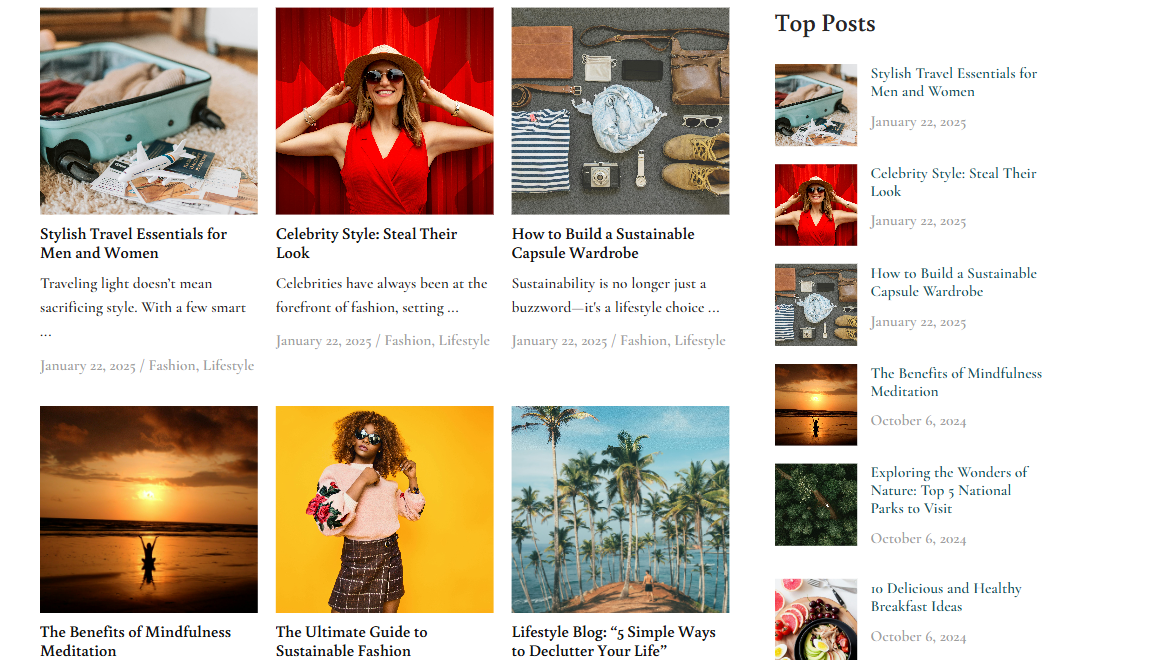 Stylish Travel Essentials for
Men and Women
Traveling light doesn’t mean
sacrificing style. With a few smart
...
January 22, 2025 / Fashion, Lifestyle
Celebrity Style: Steal Their
Look
Celebrities have always been at the
forefront of fashion, setting ...
January 22, 2025 / Fashion, Lifestyle
How to Build a Sustainable
Capsule Wardrobe
Sustainability is no longer just a
buzzword—it's a lifestyle choice ...
January 22, 2025 / Fashion, Lifestyle
The Benefits of Mindfulness
Meditation
The Ultimate Guide to
Sustainable Fashion
Lifestyle Blog: “5 Simple Ways
to Declutter Your Life”
Top Posts
Stylish Travel Essentials for
Men and Women
January 22, 2025
Celebrity Style: Steal Their
Look
January 22, 2025
How to Build a Sustainable
Capsule Wardrobe
January 22, 2025
The Benefits of Mindfulness
Meditation
October 6, 2024
Exploring the Wonders of
Nature: Top 5 National
Parks to Visit
October 6, 2024
10 Delicious and Healthy
Breakfast Ideas
October 6, 2024